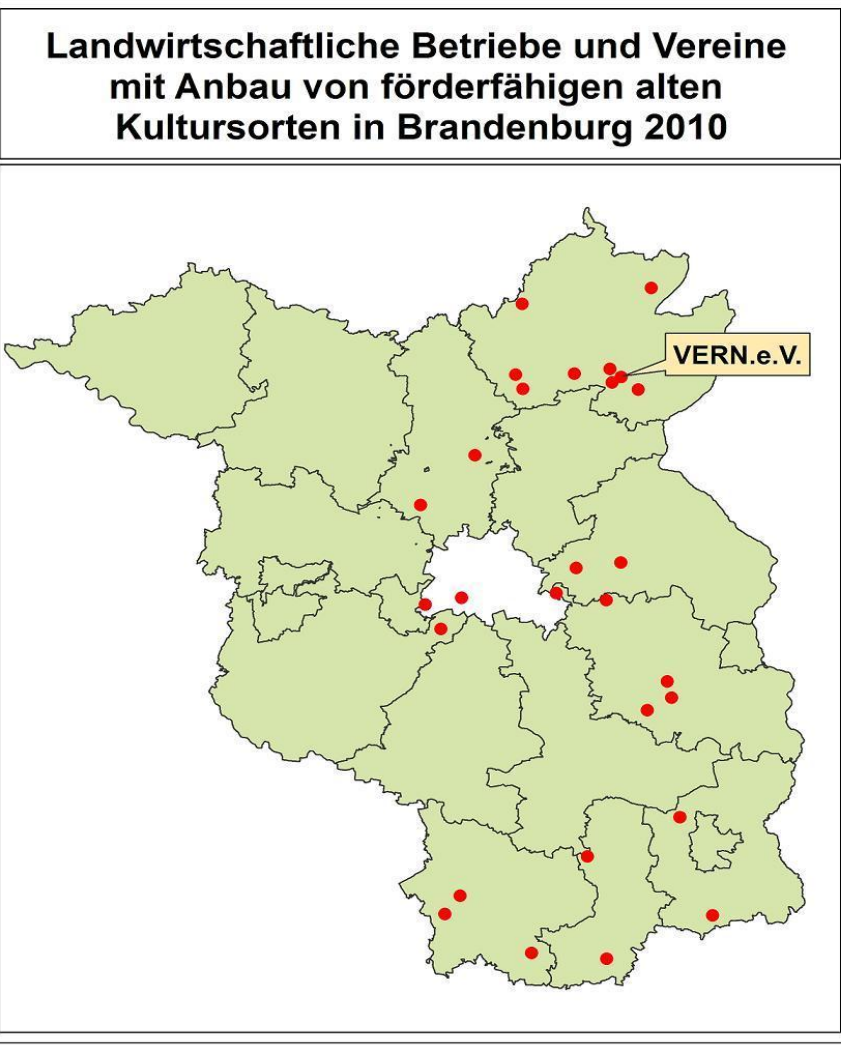 Landwirtschaftliche Betriebe und Vereine
mit Anbau von förderfähigen alten
Kultursorten in Brandenburg 2010
VERN.e.V.